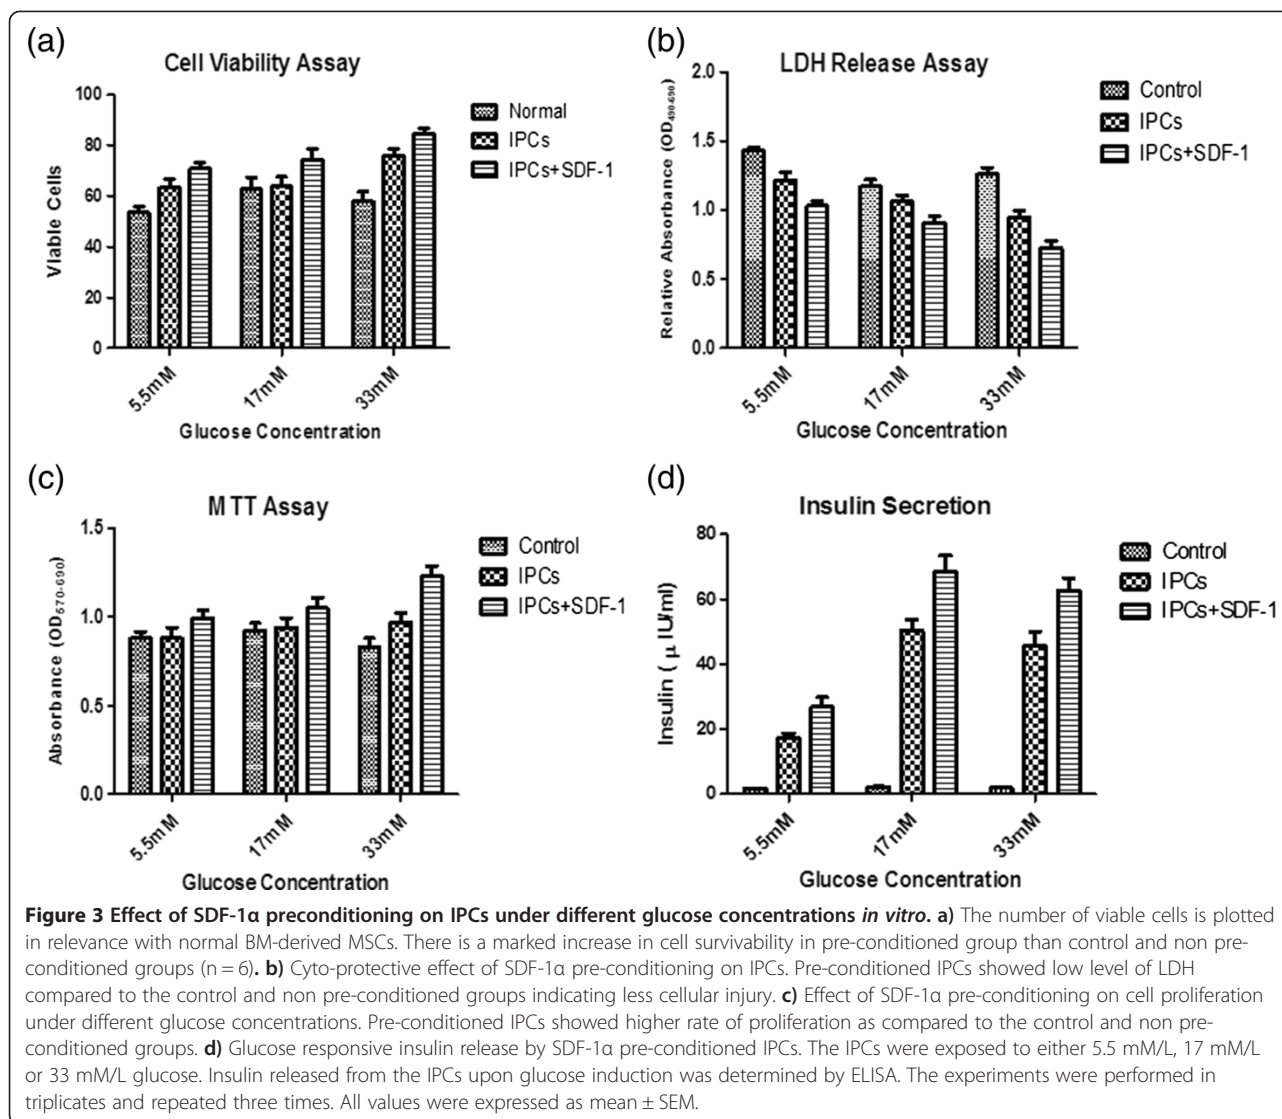 (a)
Cell Viability Assay
Viable Cells
100
80
60
40
20
0
Normal
IPCs
IPCs+SDF-1
5.5mM
17mM
33mM
Glucose Concentration
(b)
LDH Release Assay
Relative Absorbance (OD490-690)
2.0
1.5
1.0
0.5
0.0
Control
IPCs
IPCs+SDF-1
5.5mM
17mM
33mM
Glucose Concentration
(c)
MTT Assay
Absorbance (OD570-690)
1.5
1.0
0.5
0.0
Control
IPCs
IPCs+SDF-1
5.5mM
17mM
33mM
Glucose Concentration
(d)
Insulin Secretion
Insulin ( μ IU/ml)
80
60
40
20
0
Control
IPCs
IPCs+SDF-1
5.5mM
17mM
33mM
Glucose Concentration
Figure 3 Effect of SDF-1α preconditioning on IPCs under different glucose concentrations in vitro. a) The number of viable cells is plotted
in relevance with normal BM-derived MSCs. There is a marked increase in cell survivability in pre-conditioned group than control and non pre-
conditioned groups (n = 6). b) Cyto-protective effect of SDF-1α pre-conditioning on IPCs. Pre-conditioned IPCs showed low level of LDH
compared to the control and non pre-conditioned groups indicating less cellular injury. c) Effect of SDF-1α pre-conditioning on cell proliferation
under different glucose concentrations. Pre-conditioned IPCs showed higher rate of proliferation as compared to the control and non pre-
conditioned groups. d) Glucose responsive insulin release by SDF-1α pre-conditioned IPCs. The IPCs were exposed to either 5.5 mM/L, 17 mM/L
or 33 mM/L glucose. Insulin released from the IPCs upon glucose induction was determined by ELISA. The experiments were performed in
triplicates and repeated three times. All values were expressed as mean ± SEM.